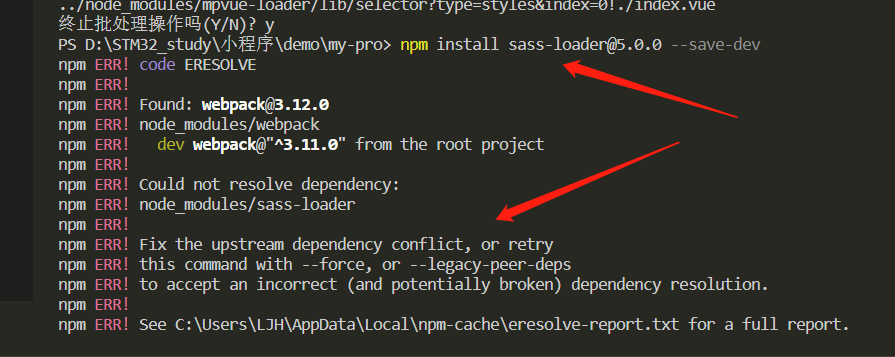 ../node_modules/mpvue-loader/lib/selector?type=styles&index=0!./index.vue
终止批处理操作吗(Y/N)? y
PS D:\STM32_study\小程序\demo\my-pro> npm install sass-loader@5.0.0 --save-dev
npm ERR! code ERESOLVE
npm ERR!
npm ERR! Found: webpack@3.12.0
npm ERR! node_modules/webpack
npm ERR!   dev webpack@"^3.11.0" from the root project
npm ERR!
npm ERR! Could not resolve dependency:
npm ERR! node_modules/sass-loader
npm ERR!
npm ERR! Fix the upstream dependency conflict, or retry
npm ERR! this command with --force, or --legacy-peer-deps
npm ERR! to accept an incorrect (and potentially broken) dependency resolution.
npm ERR!
npm ERR! See C:\Users\LJH\AppData\Local\npm-cache\eresolve-report.txt for a full report.